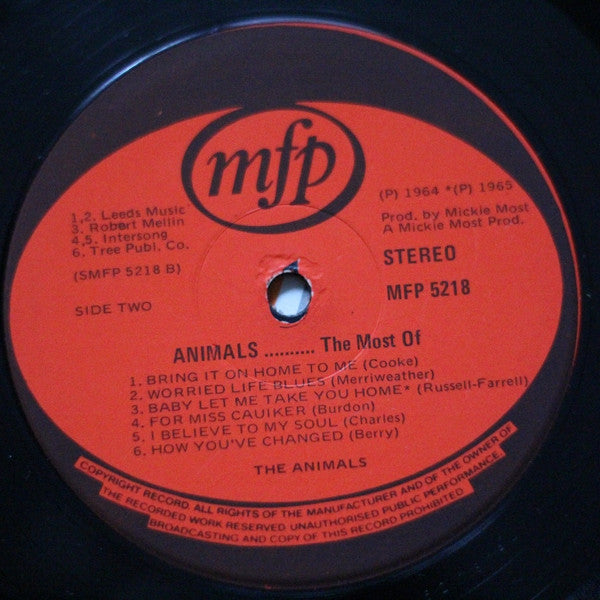 mfp
1,2. Leeds Music
3. Robert Mellin
4,5. Intersong
6. Tree Publ. Co.
(SMFP 5218 B)
SIDE TWO
(P) 1964 *(P) 1965
Prod. by Mickie Most
A Mickie Most Prod.
STEREO
MFP 5218
ANIMALS .......... The Most Of
1. BRING IT ON HOME TO ME (Cooke)
2. WORRIED LIFE BLUES (Merriweather)
3. BABY LET ME TAKE YOU HOME* (Russell-Farrell)
4. FOR MISS CAUIKER (Burdon)
5. I BELIEVE TO MY SOUL (Charles)
6. HOW YOU'VE CHANGED (Berry)
THE ANIMALS
COPYRIGHT RECORD. ALL RIGHTS OF THE MANUFACTURER AND OF THE OWNER OF
THE RECORDED WORK RESERVED. UNAUTHORISED PUBLIC PERFORMANCE,
BROADCASTING AND COPY OF THIS RECORD PROHIBITED